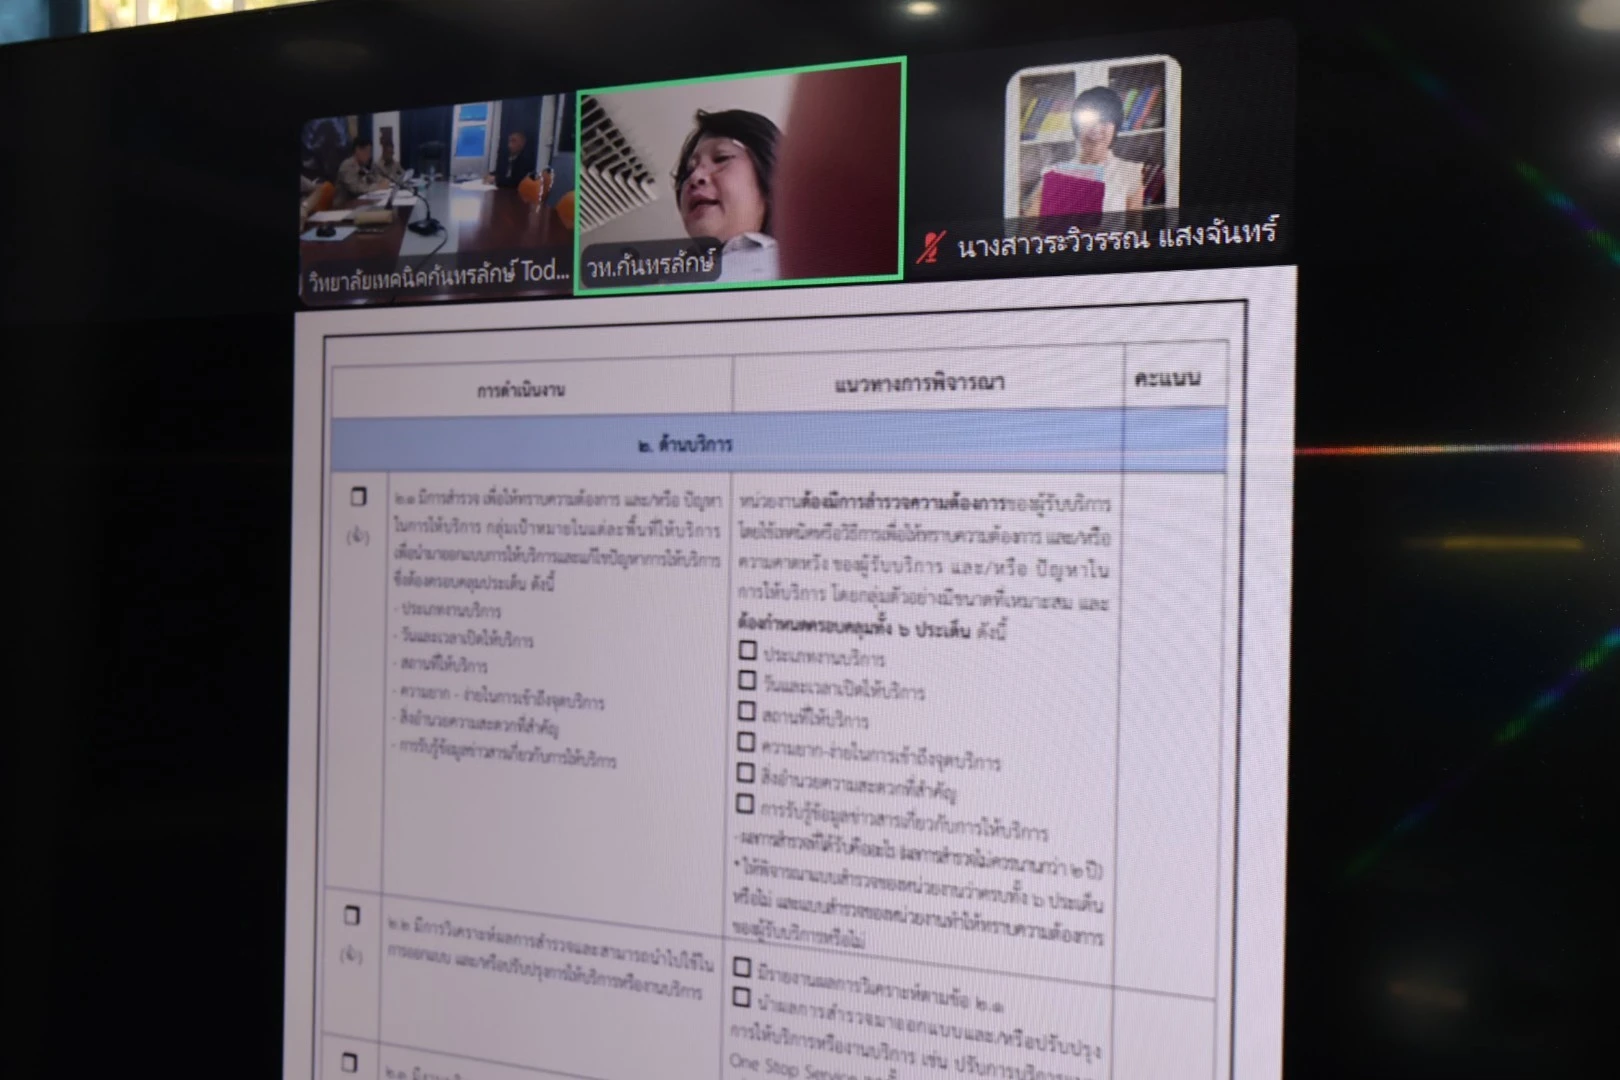 วิทยาลัยเทคนิคกันทรลักษ์ Tod...
วท.กันทรลักษ์
นางสาวระวิวรรณ แสงจันทร์
การดำเนินงาน
แนวทางการพิจารณา
คะแนน
๒. ด้านบริการ
๒.๑ มีการสำรวจ เพื่อให้ทราบความต้องการ และ/หรือ ปัญหา
ในการให้บริการ กลุ่มเป้าหมายในแต่ละพื้นที่ให้บริการ
เพื่อนำมาออกแบบการให้บริการและแก้ไขปัญหาการให้บริการ
ซึ่งต้องครอบคลุมประเด็น ดังนี้
- ประเภทงานบริการ
- วันและเวลาเปิดให้บริการ
- สถานที่ให้บริการ
- ความยาก - ง่ายในการเข้าถึงจุดบริการ
- สิ่งอำนวยความสะดวกที่สำคัญ
- การรับรู้ข้อมูลข่าวสารเกี่ยวกับการให้บริการ
หน่วยงานต้องมีการสำรวจความต้องการของผู้รับบริการ
โดยใช้เทคนิคหรือวิธีการเพื่อให้ทราบความต้องการ และ/หรือ
ความคาดหวัง ของผู้รับบริการ และ/หรือ ปัญหาใน
การให้บริการ โดยกลุ่มตัวอย่างมีขนาดที่เหมาะสม และ
ต้องกำหนดครอบคลุมทั้ง ๖ ประเด็น ดังนี้
ประเภทงานบริการ
วันและเวลาเปิดให้บริการ
สถานที่ให้บริการ
ความยาก-ง่ายในการเข้าถึงจุดบริการ
สิ่งอำนวยความสะดวกที่สำคัญ
การรับรู้ข้อมูลข่าวสารเกี่ยวกับการให้บริการ
- ผลการสำรวจที่ได้รับคืออะไร (ผลการสำรวจไม่ควรนานกว่า ๒ ปี)
* ให้พิจารณาแบบสำรวจของหน่วยงานว่าครบทั้ง ๖ ประเด็น
หรือไม่ และแบบสำรวจของหน่วยงานทำให้ทราบความต้องการ
ของผู้รับบริการหรือไม่
๒.๒ มีการวิเคราะห์ผลการสำรวจและสามารถนำไปใช้ใน
การออกแบบ และ/หรือปรับปรุงการให้บริการหรืองานบริการ
มีรายงานผลการวิเคราะห์ตามข้อ ๒.๑
นำผลการสำรวจมาออกแบบและ/หรือปรับปรุง
การให้บริการหรืองานบริการ เช่น ปรับการบริการแบบ
One Stop Service